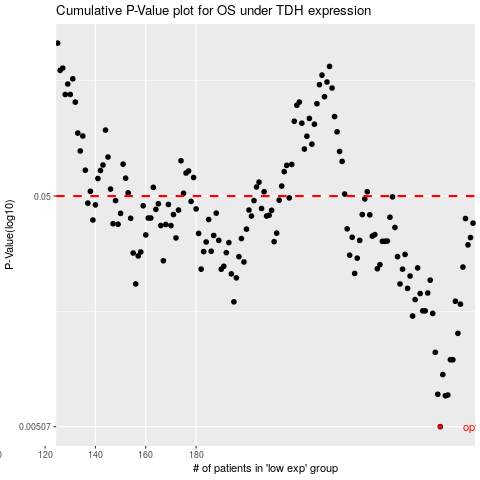 Cumulative P-Value plot for OS under TDH expression
P-Value(log10)
0.05
0.00507
op
0 120 140 160 180
# of patients in 'low exp' group